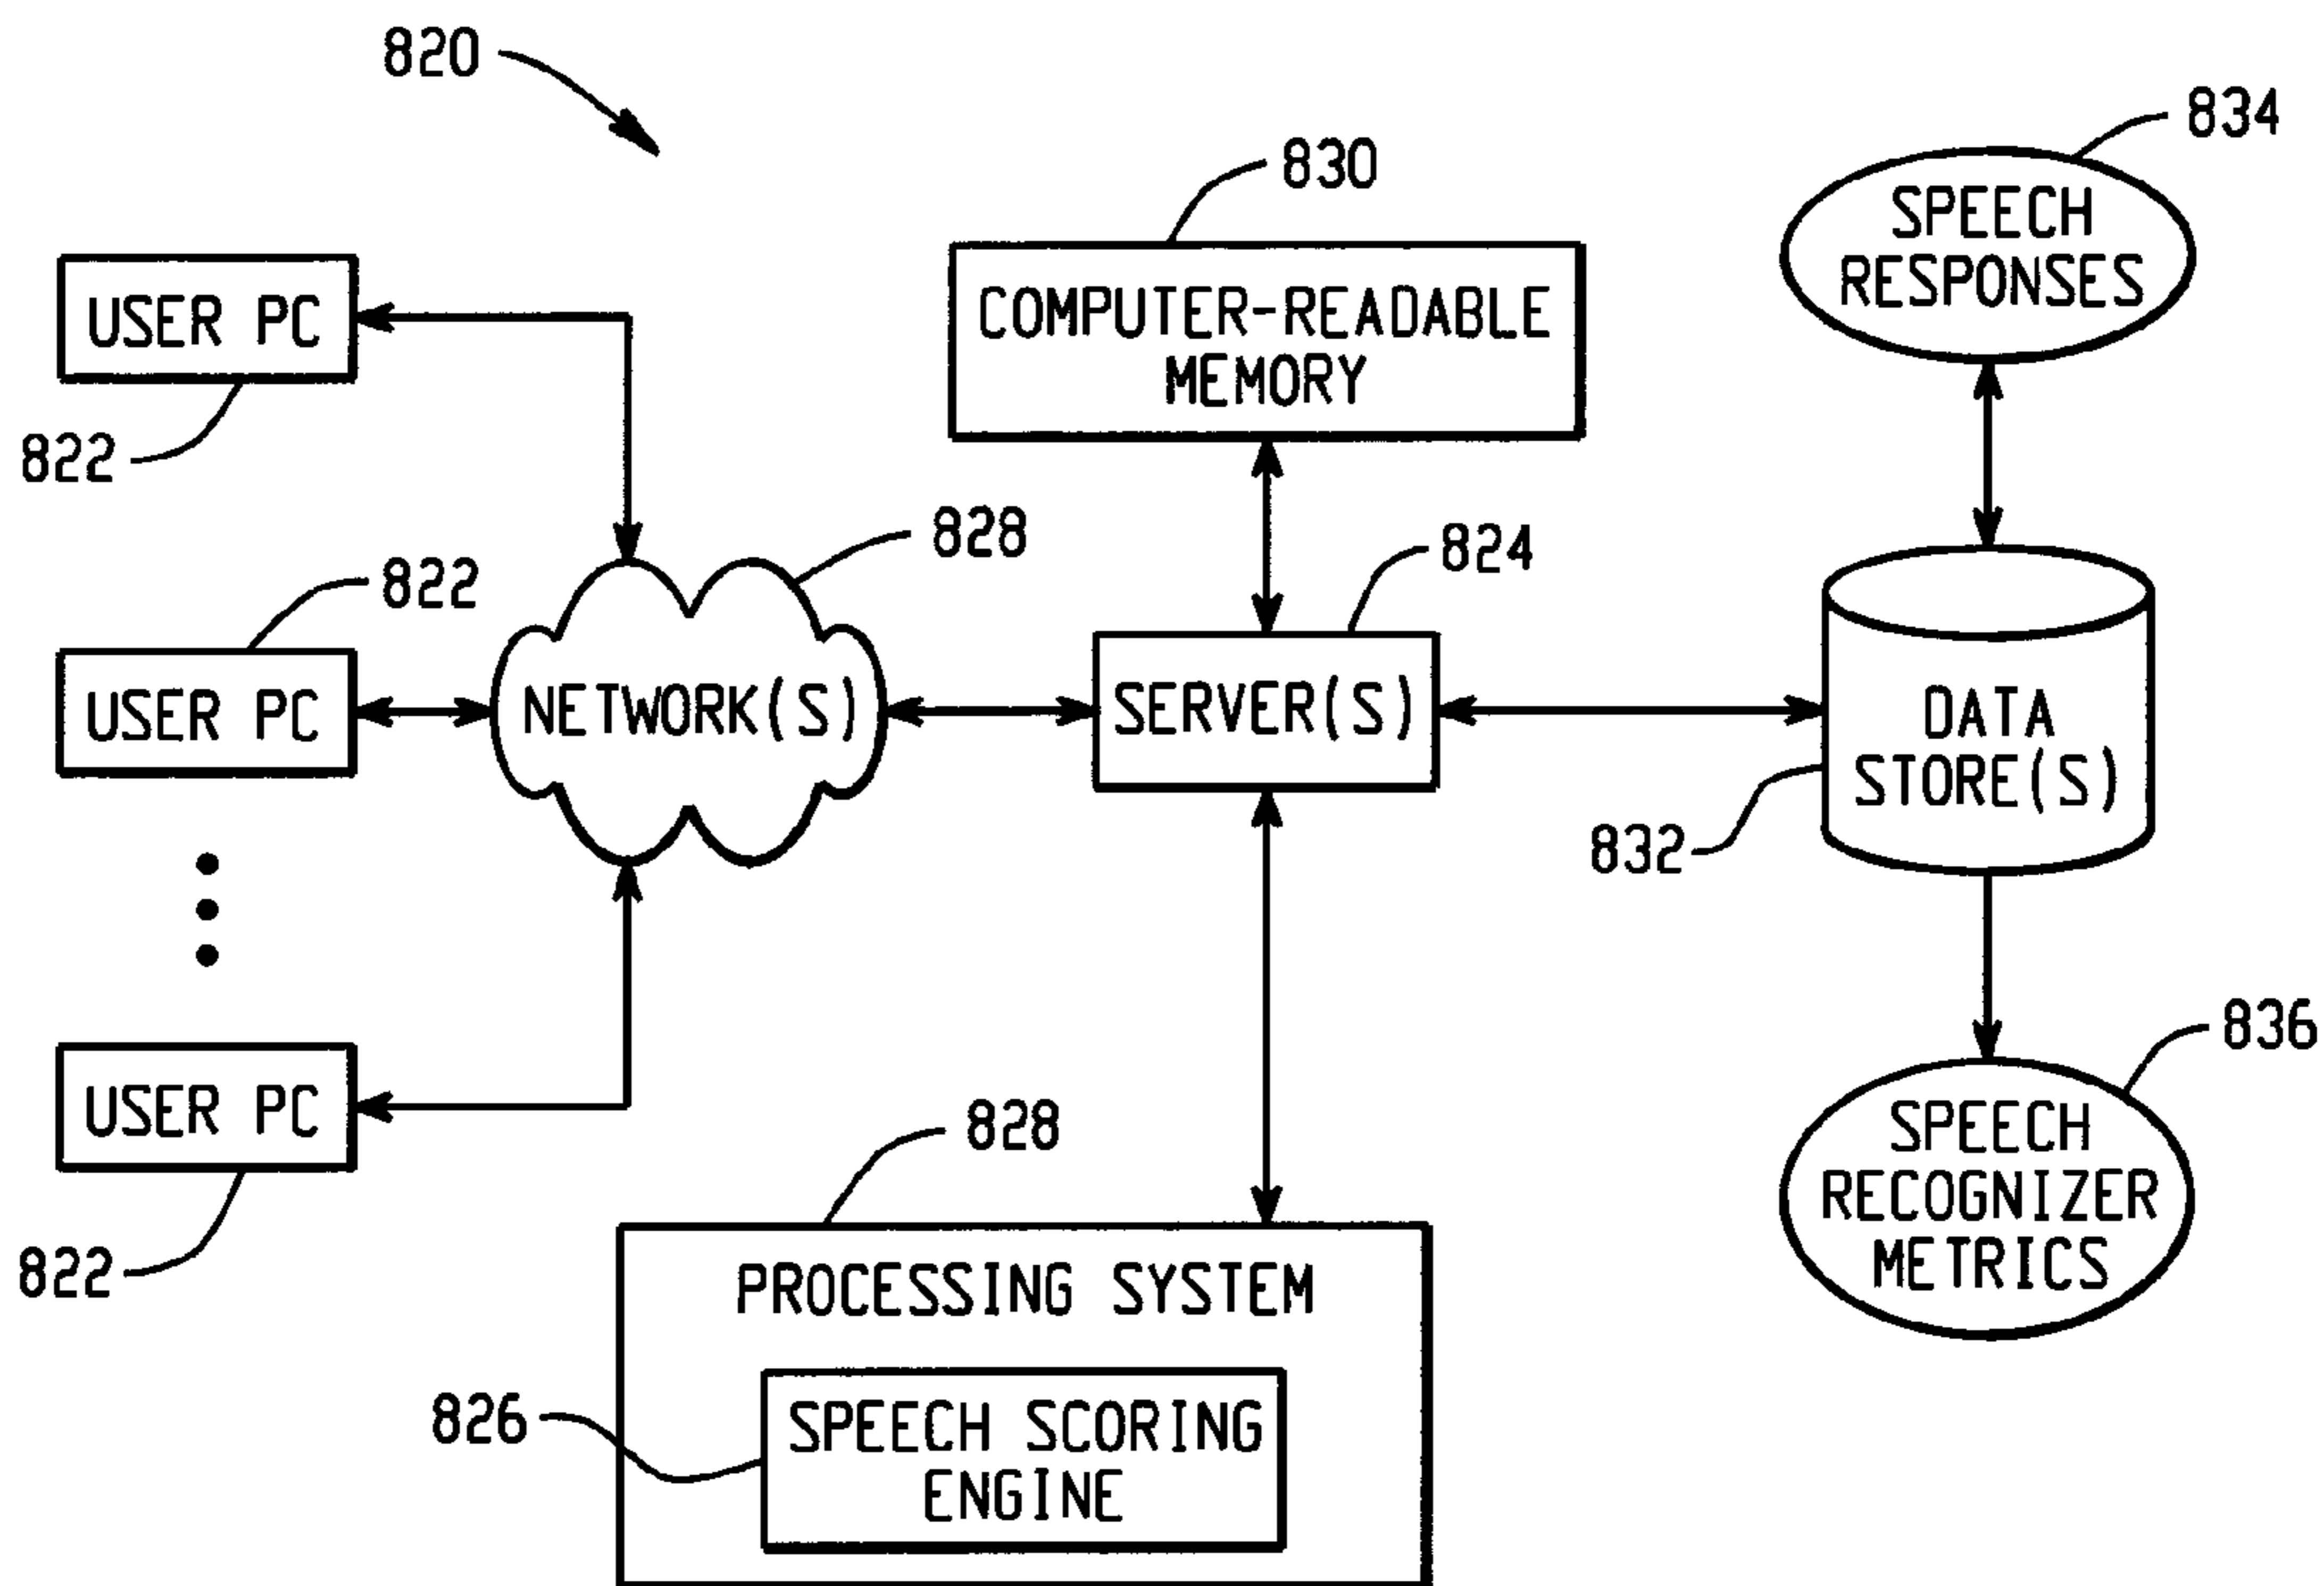 820
834
830
SPEECH
RESPONSES
USER PC
COMPUTER-READABLE
MEMORY
822
828
824
822
USER PC
NETWORK(S)
SERVER(S)
DATA
STORE(S)
832
836
USER PC
828
SPEECH
RECOGNIZER
METRICS
822
PROCESSING SYSTEM
826
SPEECH SCORING
ENGINE